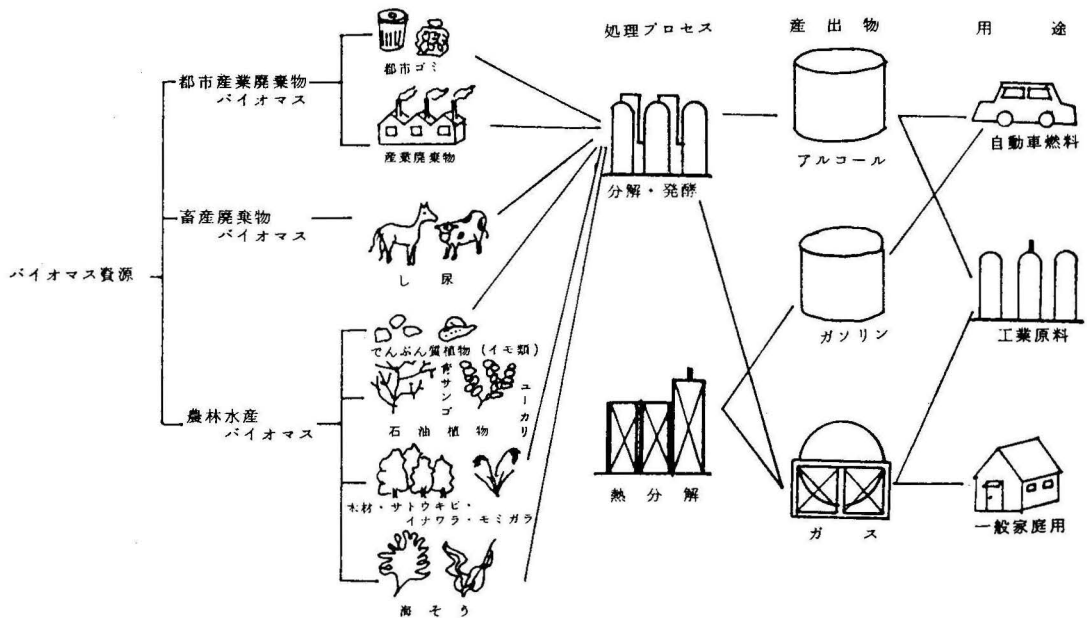 処理プロセス
産出物
用途
バイオマス資源
都市産業廃棄物
バイオマス
都市ゴミ
産業廃棄物
畜産廃棄物
バイオマス
し尿
農林水産
バイオマス
でんぷん質植物(イモ類)
青サンゴ
ユーカリ
石油植物
木材・サトウキビ・
イナワラ・モミガラ
海そう
分解・発酵
熱分解
アルコール
ガソリン
ガス
自動車燃料
工業原料
一般家庭用